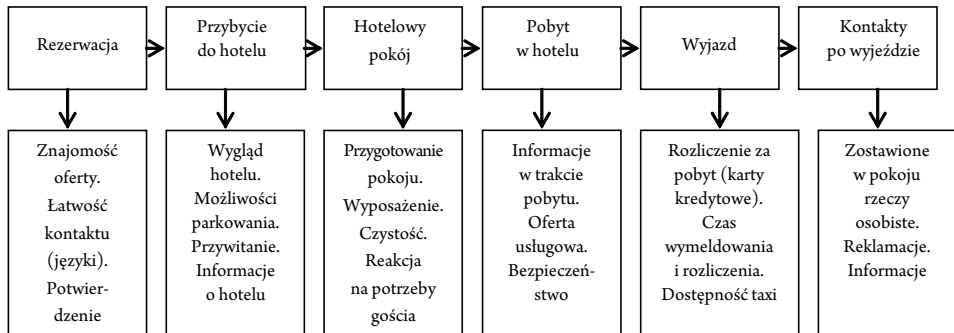 Rezerwacja
Przybycie
do hotelu
Hotelowy
pokój
Pobyt
w hotelu
Wyjazd
Kontakty
po wyjeździe
Znajomość
oferty.
Łatwość
kontaktu
(języki).
Potwier-
dzenie
Wygląd
hotelu.
Możliwości
parkowania.
Przywitanie.
Informacje
o hotelu
Przygotowanie
pokoju.
Wyposażenie.
Czystość.
Reakcja
na potrzeby
gościa
Informacje
w trakcie
pobytu.
Oferta
usługowa.
Bezpieczeń-
stwo
Rozliczenie za
pobyt (karty
kredytowe).
Czas
wymeldowania
i rozliczenia.
Dostępność taxi
Zostawione
w pokoju
rzeczy
osobiste.
Reklamacje.
Informacje